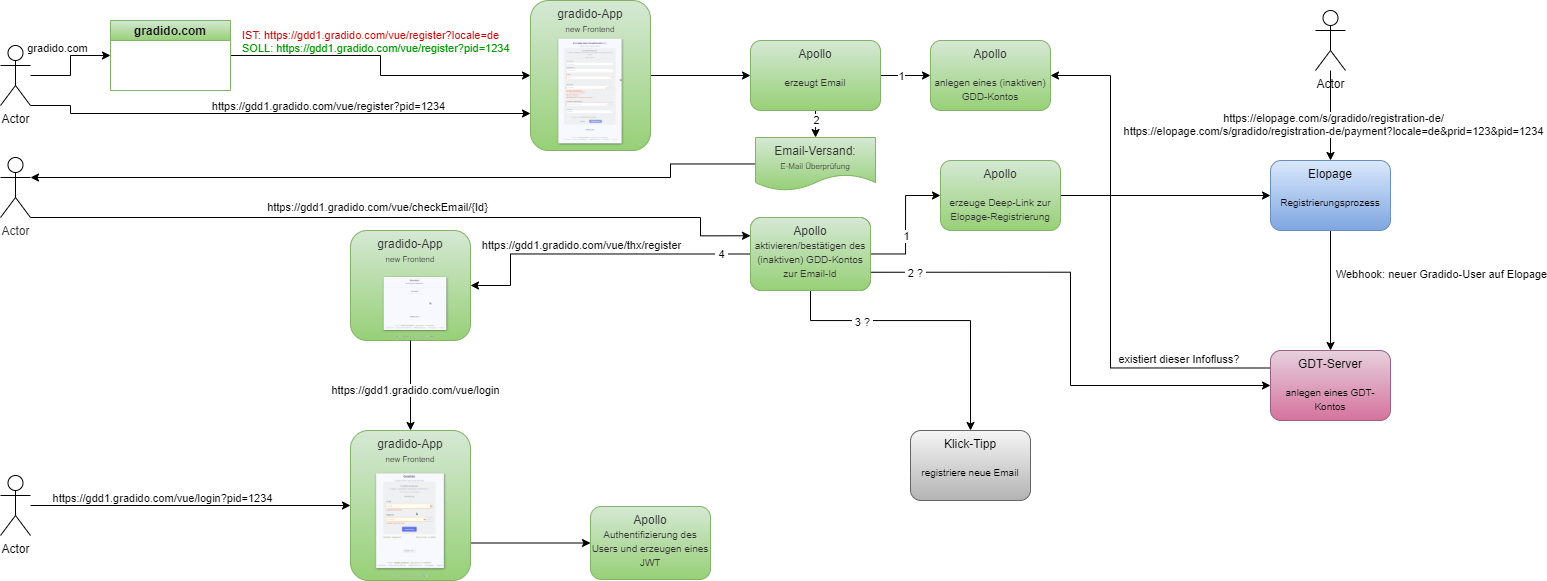 gradido.com
gradido.com
IST: https://gdd1.gradido.com/vue/register?locale=de
SOLL: https://gdd1.gradido.com/vue/register?pid=1234
https://gdd1.gradido.com/vue/register?pid=1234
Actor
gradido-App
new Frontend
Apollo
erzeugt Email
1
Apollo
anlegen eines (inaktiven)
GDD-Kontos
2
Email-Versand:
E-Mail Überprüfung
Actor
https://elopage.com/s/gradido/registration-de/
https://elopage.com/s/gradido/registration-de/payment?locale=de&prid=123&pid=1234
Elopage
Registrierungsprozess
Apollo
erzeuge Deep-Link zur
Elopage-Registrierung
Actor
https://gdd1.gradido.com/vue/checkEmail/{Id}
Apollo
aktivieren/bestätigen des
(inaktiven) GDD-Kontos
zur Email-Id
1
2 ?
3 ?
4
https://gdd1.gradido.com/vue/thx/register
gradido-App
new Frontend
Webhook: neuer Gradido-User auf Elopage
existiert dieser Infofluss?
GDT-Server
anlegen eines GDT-
Kontos
https://gdd1.gradido.com/vue/login
Klick-Tipp
registriere neue Email
gradido-App
new Frontend
https://gdd1.gradido.com/vue/login?pid=1234
Actor
Apollo
Authentifizierung des
Users und erzeugen eines
JWT